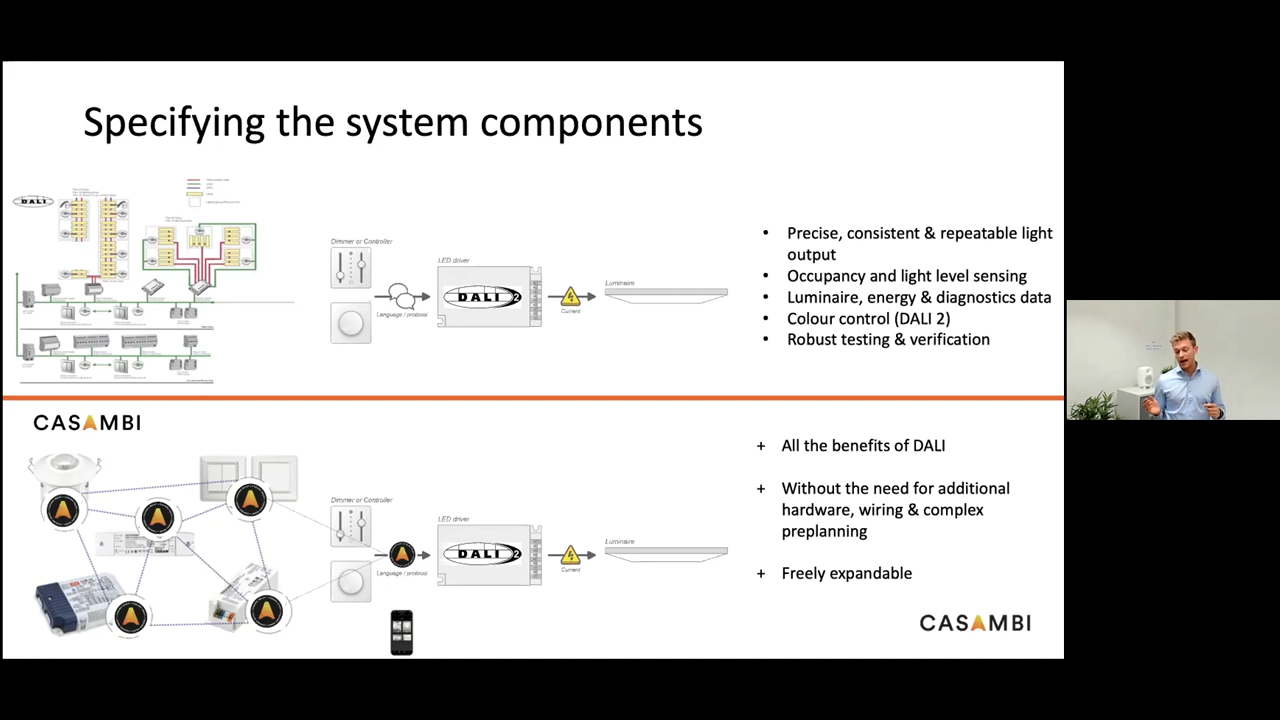 Specifying the system components
DALI
Dimmer or Controller
LED driver
Luminaire
DALI 2
Language / protocol
Current
• Precise, consistent & repeatable light
output
• Occupancy and light level sensing
• Luminaire, energy & diagnostics data
• Colour control (DALI 2)
• Robust testing & verification
CASAMBI
Dimmer or Controller
LED driver
Luminaire
DALI 2
Language / protocol
Current
+ All the benefits of DALI
+ Without the need for additional
hardware, wiring & complex
preplanning
+ Freely expandable
CASAMBI